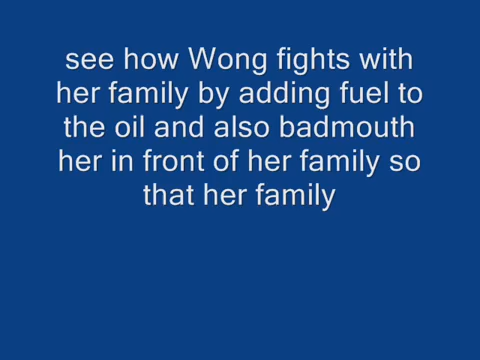 see how Wong fights with
her family by adding fuel to
the oil and also badmouth
her in front of her family so
that her family